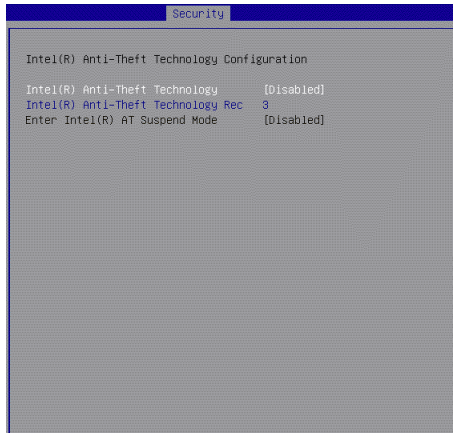 Security
Intel(R) Anti-Theft Technology Configuration
Intel(R) Anti-Theft Technology [Disabled]
Intel(R) Anti-Theft Technology Rec 3
Enter Intel(R) AT Suspend Mode [Disabled]